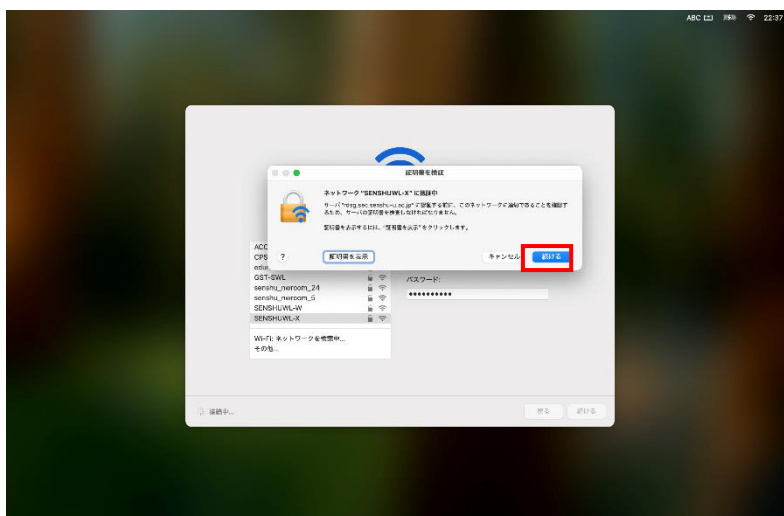 ABC 22:37
証明書を検証
ネットワーク "SENSHUWL-X" に認証中
サーバ "rdsg.sec.senshu-u.ac.jp" に認証する前に、このネットワークに適切であることを確認するため、サーバの証明書を検査しなければなりません。
証明書を表示するには、"証明書を表示" をクリックします。
? 証明書を表示 キャンセル 続ける
GST-SWL
senshu_neroom_24
senshu_neroom_5
SENSHUWL-W
SENSHUWL-X
パスワード:
••••••••••
Wi-Fi: ネットワークを検索中...
その他...
接続中...
戻る 続ける